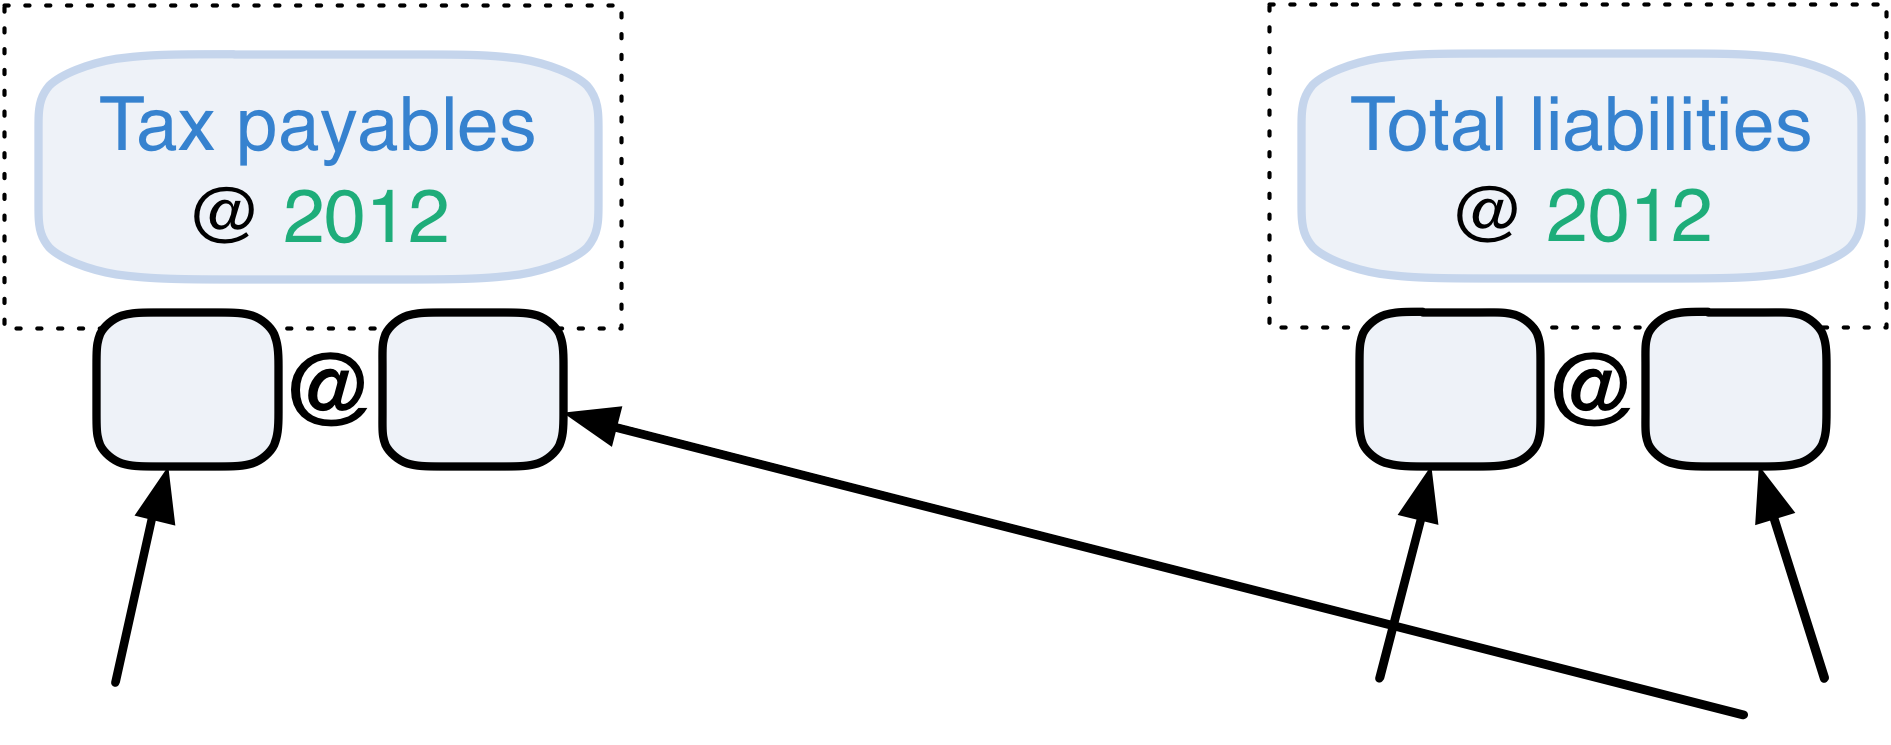 Tax payables
@ 2012
Total liabilities
@ 2012
@
@